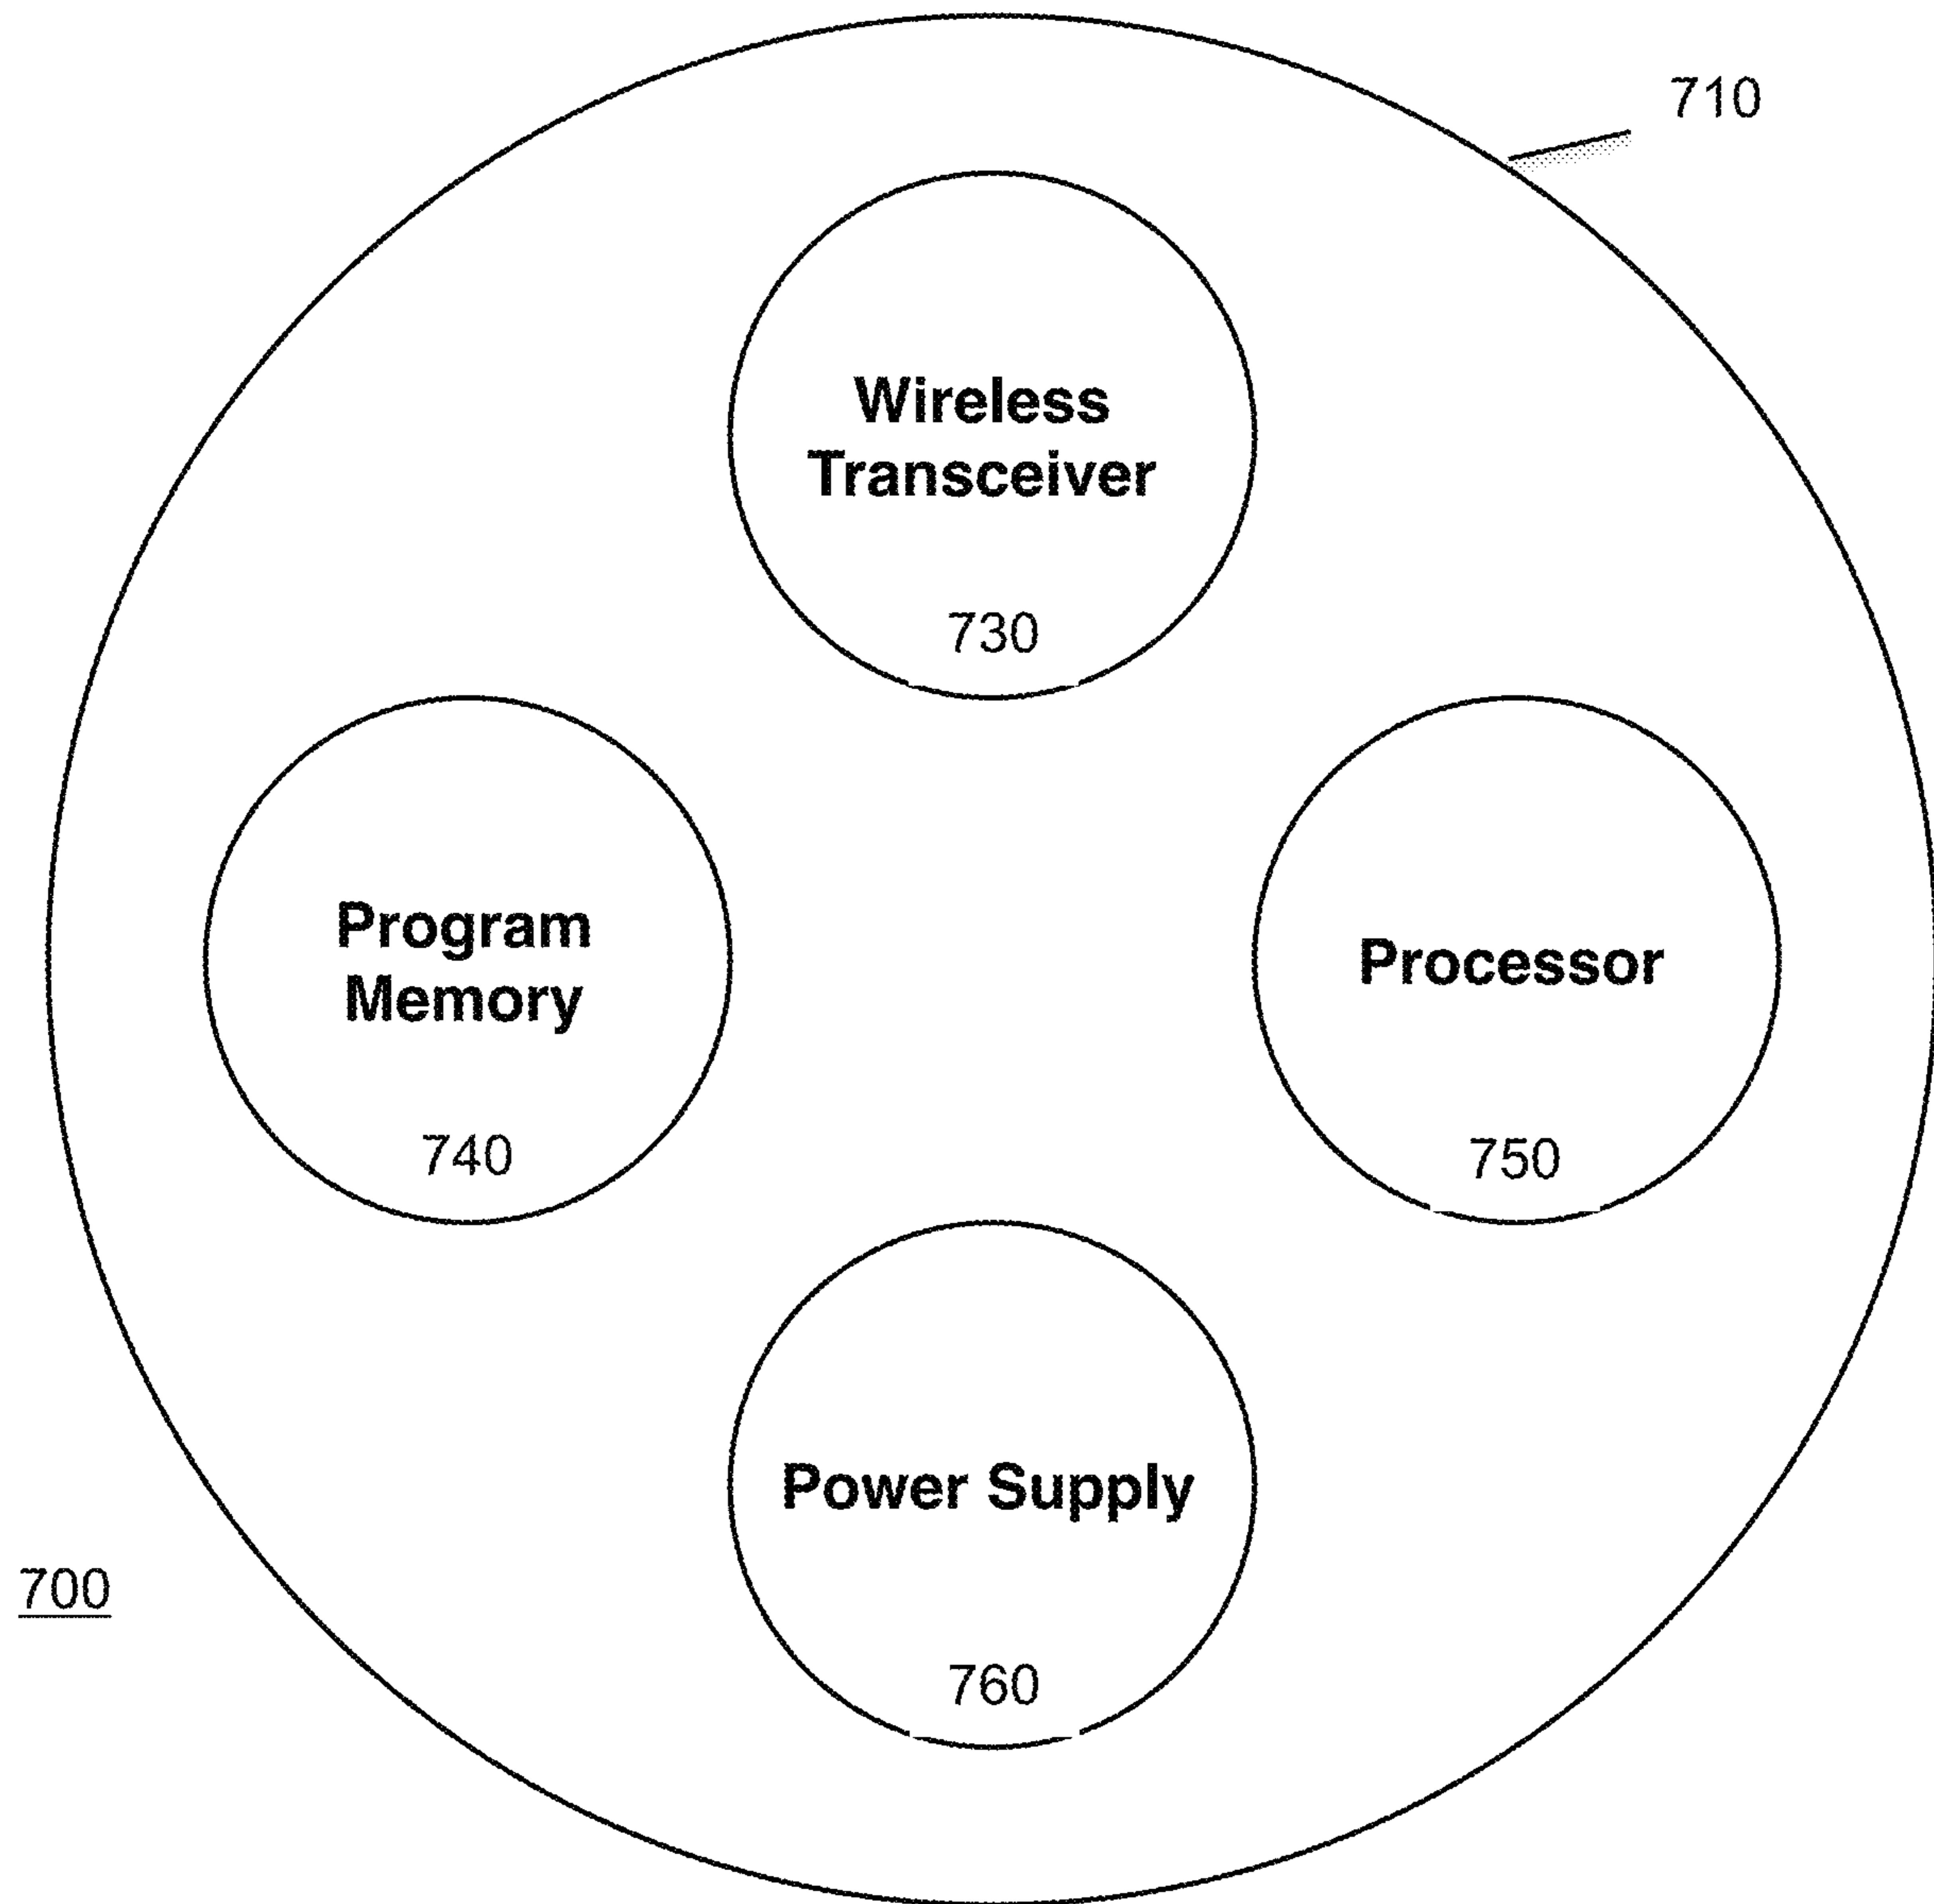 710
Wireless
Transceiver
730
Program
Memory
740
Processor
750
Power Supply
760
700